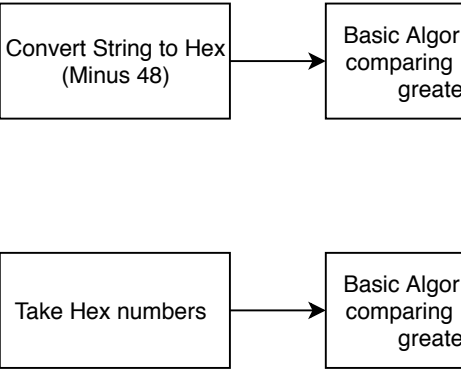 Convert String to Hex
(Minus 48)
Basic Algor
comparing
greate
Take Hex numbers
Basic Algor
comparing
greate